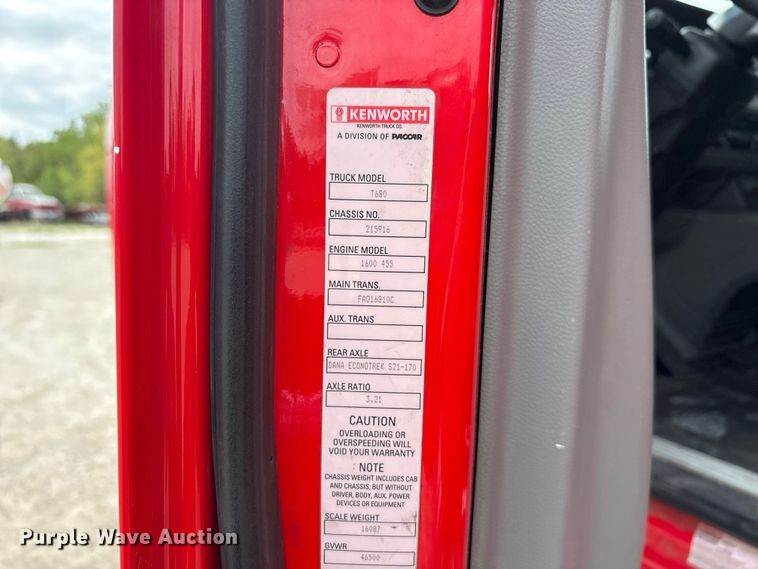 KENWORTH
KENWORTH TRUCK CO.
A DIVISION OF PACCAR
TRUCK MODEL
T680
CHASSIS NO.
215916
ENGINE MODEL
1600 455
MAIN TRANS.
FAO16810C
AUX. TRANS
REAR AXLE
DANA ECONOTREK S21-170
AXLE RATIO
3.21
CAUTION
OVERLOADING OR
OVERSPEEDING WILL
VOID YOUR WARRANTY
NOTE
CHASSIS WEIGHT INCLUDES CAB
AND CHASSIS, BUT WITHOUT
DRIVER, BODY, AUX. POWER
DEVICES OR EQUIPMENT
SCALE WEIGHT
16087
GVWR
46500
Purple Wave Auction®